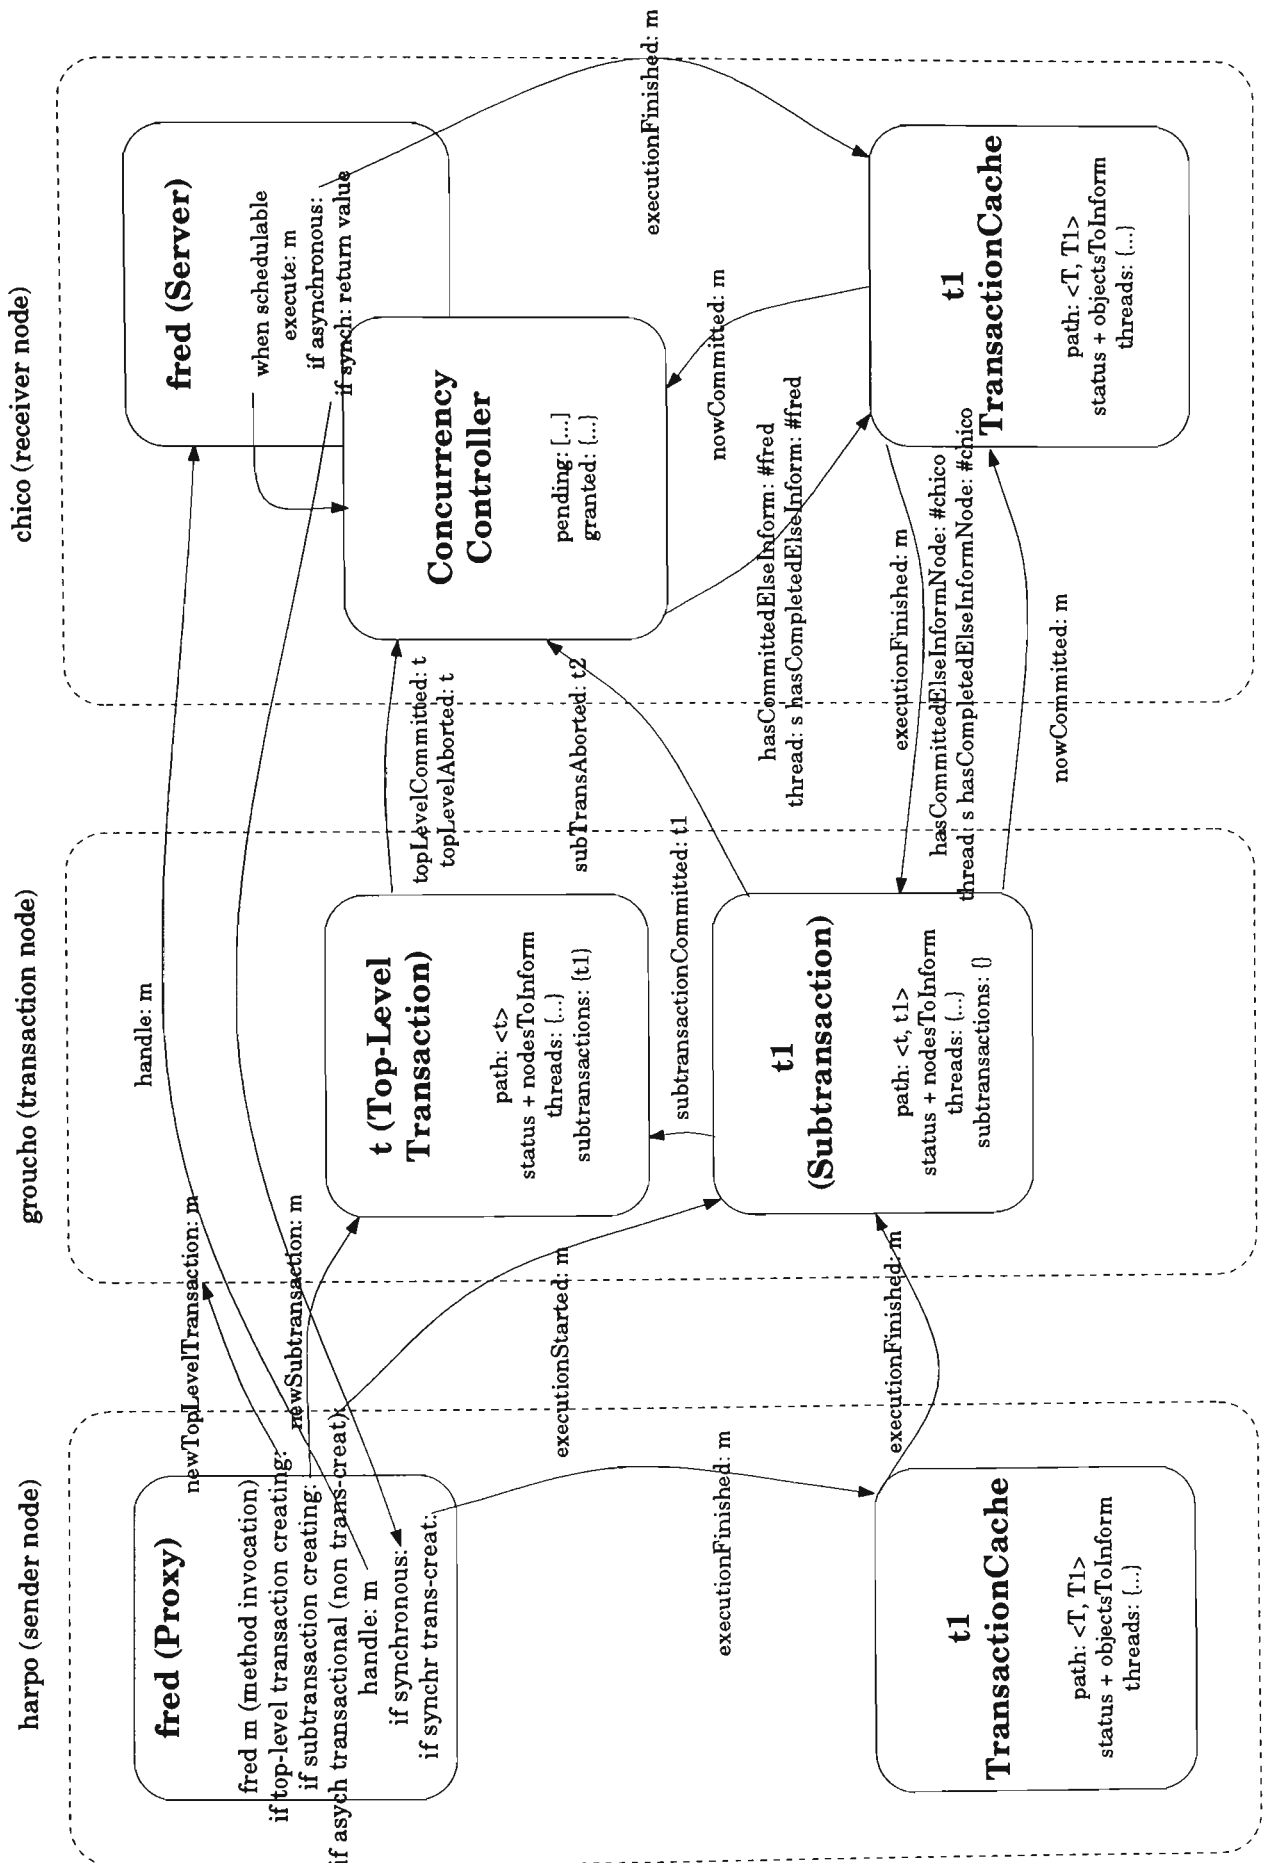 harpo (sender node)
fred (Proxy)
fred m (method invocation)
if top-level transaction creating:
if subtransaction creating:
if asych transactional (non trans-creat):
handle: m
if synchronous:
if synchr trans-creat:
t1
TransactionCache
path: <T, T1>
status + objectsToInform
threads: {...}
newTopLevelTransaction: m
newSubtransaction: m
handle: m
executionStarted: m
executionFinished: m
executionFinished: m
groucho (transaction node)
t (Top-Level
Transaction)
path: <t>
status + nodesToInform
threads: {...}
subtransactions: {t1}
subtransactionCommitted: t1
t1
(Subtransaction)
path: <t, t1>
status + nodesToInform
threads: {...}
subtransactions: {}
topLevelCommitted: t
topLevelAborted: t
subTransAborted: t2
hasCommittedElseInform: #fred
thread: s hasCompletedElseInform: #fred
executionFinished: m
hasCommittedElseInformNode: #chico
thread: s hasCompletedElseInformNode: #chico
nowCommitted: m
chico (receiver node)
fred (Server)
when schedulable
execute: m
if asynchronous:
if synch: return value
Concurrency
Controller
pending: [...]
granted: {...}
nowCommitted: m
executionFinished: m
t1
TransactionCache
path: <T, T1>
status + objectsToInform
threads: {...}